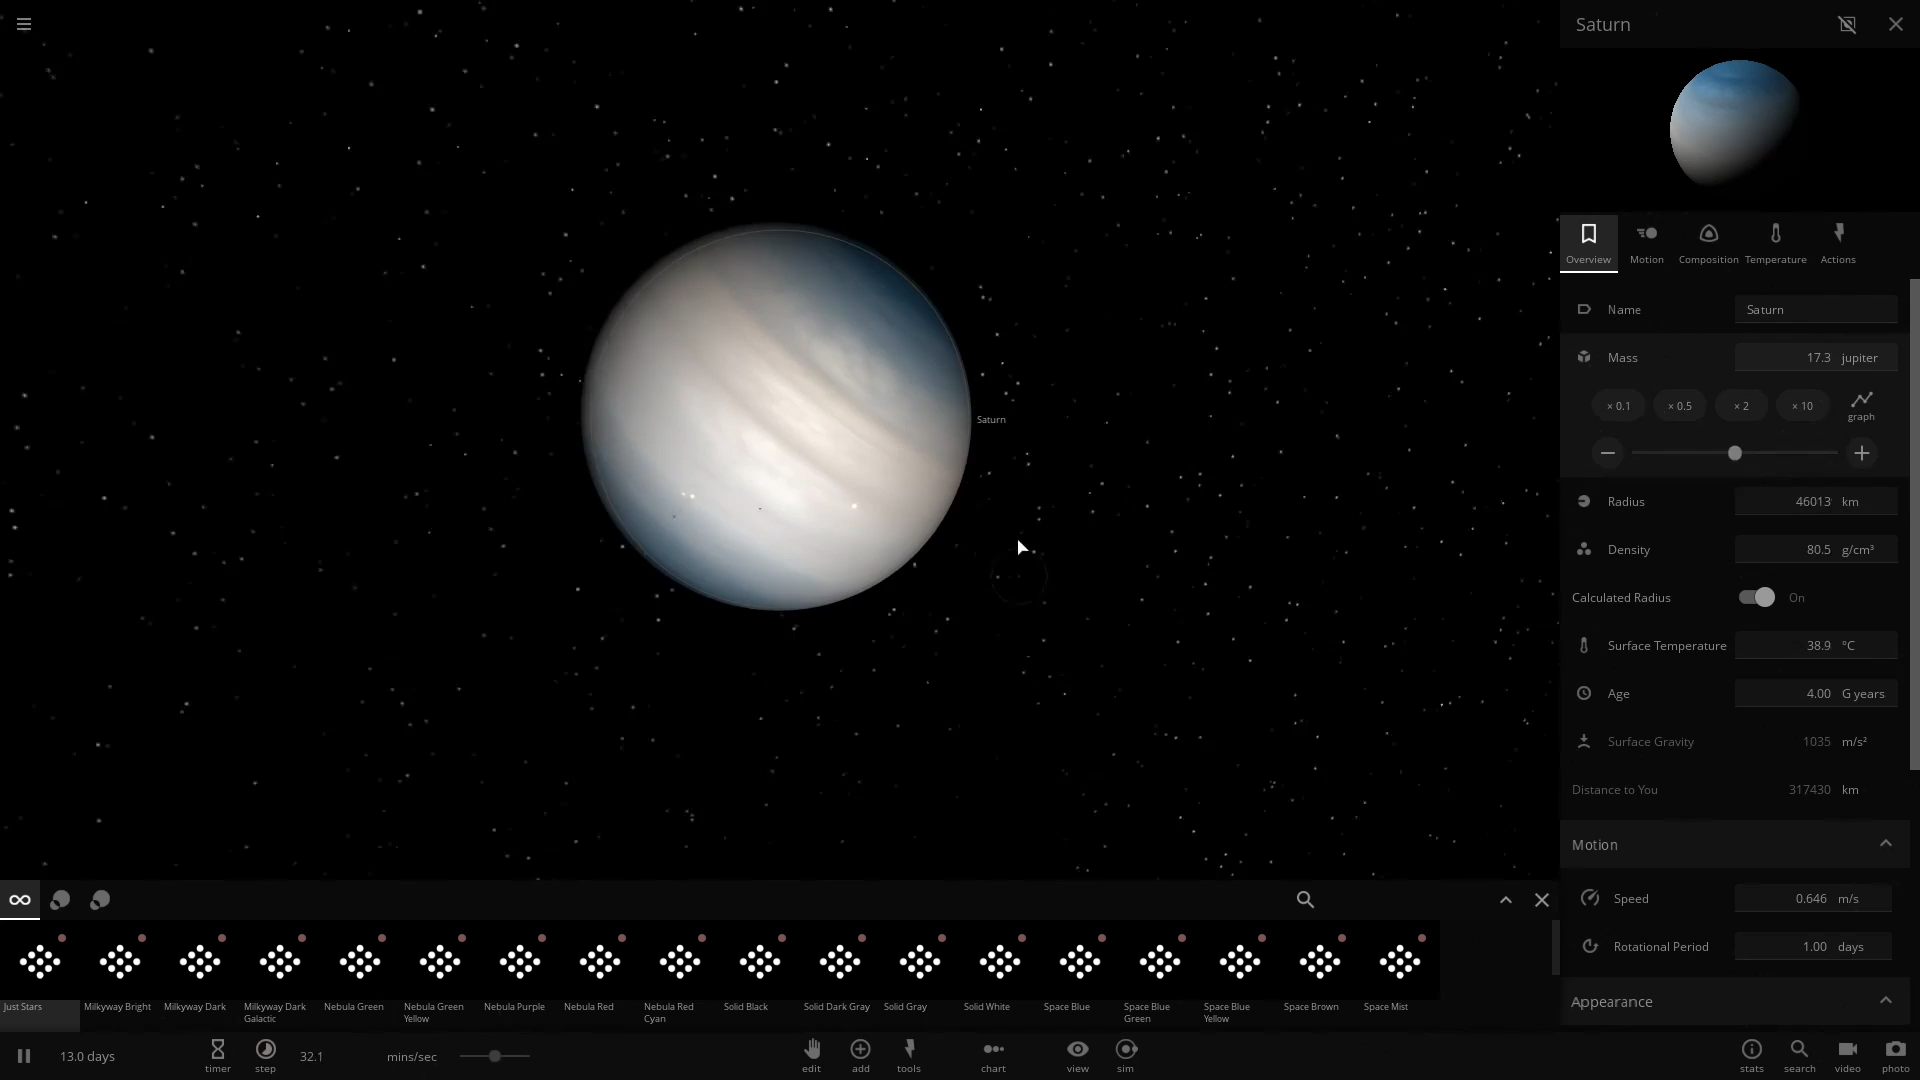 Saturn
Overview
Motion
Composition
Temperature
Actions
Name Saturn
Mass 17.3 jupiter
× 0.1 × 0.5 × 2 × 10 graph
Saturn
Radius 46013 km
Density 80.5 g/cm³
Calculated Radius On
Surface Temperature 38.9 °C
Age 4.00 G years
Surface Gravity 1035 m/s²
Distance to You 317430 km
Motion
Speed 0.646 m/s
Rotational Period 1.00 days
Appearance
Just Stars
Milkyway Bright
Milkyway Dark
Milkyway Dark
Galactic
Nebula Green
Nebula Green
Yellow
Nebula Purple
Nebula Red
Nebula Red
Cyan
Solid Black
Solid Dark Gray
Solid Gray
Solid White
Space Blue
Space Blue
Green
Space Blue
Yellow
Space Brown
Space Mist
13.0 days
timer
step
32.1 mins/sec
edit
add
tools
chart
view
sim
stats
search
video
photo